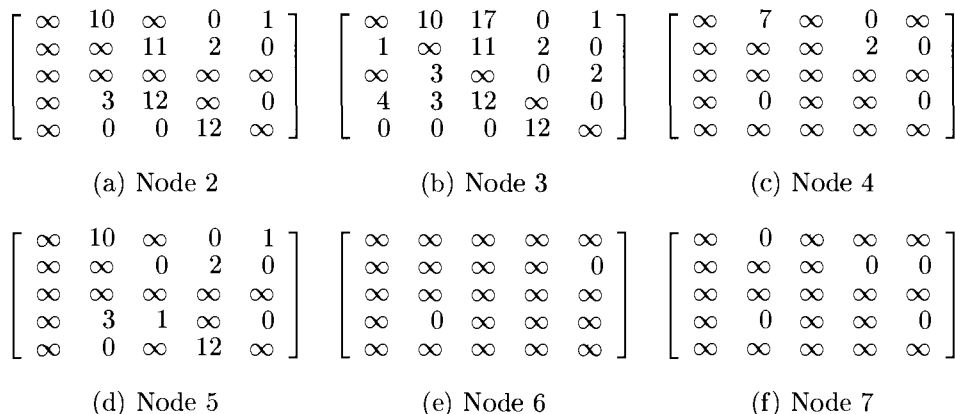 ∞ 10 ∞ 0 1 ∞ 10 17 0 1 ∞ 7 ∞ 0 ∞
∞ ∞ 11 2 0 1 ∞ 11 2 0 ∞ ∞ ∞ 2 0
∞ ∞ ∞ ∞ ∞ ∞ 3 ∞ 0 2 ∞ ∞ ∞ ∞ ∞
∞ 3 12 ∞ 0 4 3 12 ∞ 0 ∞ 0 ∞ ∞ 0
∞ 0 0 12 ∞ 0 0 0 12 ∞ ∞ ∞ ∞ ∞ ∞
(a) Node 2 (b) Node 3 (c) Node 4
∞ 10 ∞ 0 1 ∞ ∞ ∞ ∞ ∞ ∞ 0 ∞ ∞ ∞
∞ ∞ 0 2 0 ∞ ∞ ∞ ∞ 0 ∞ ∞ ∞ 0 0
∞ ∞ ∞ ∞ ∞ ∞ ∞ ∞ ∞ ∞ ∞ ∞ ∞ ∞ ∞
∞ 3 1 ∞ 0 ∞ 0 ∞ ∞ ∞ ∞ 0 ∞ ∞ 0
∞ 0 ∞ 12 ∞ ∞ ∞ ∞ ∞ ∞ ∞ ∞ ∞ ∞ ∞
(d) Node 5 (e) Node 6 (f) Node 7